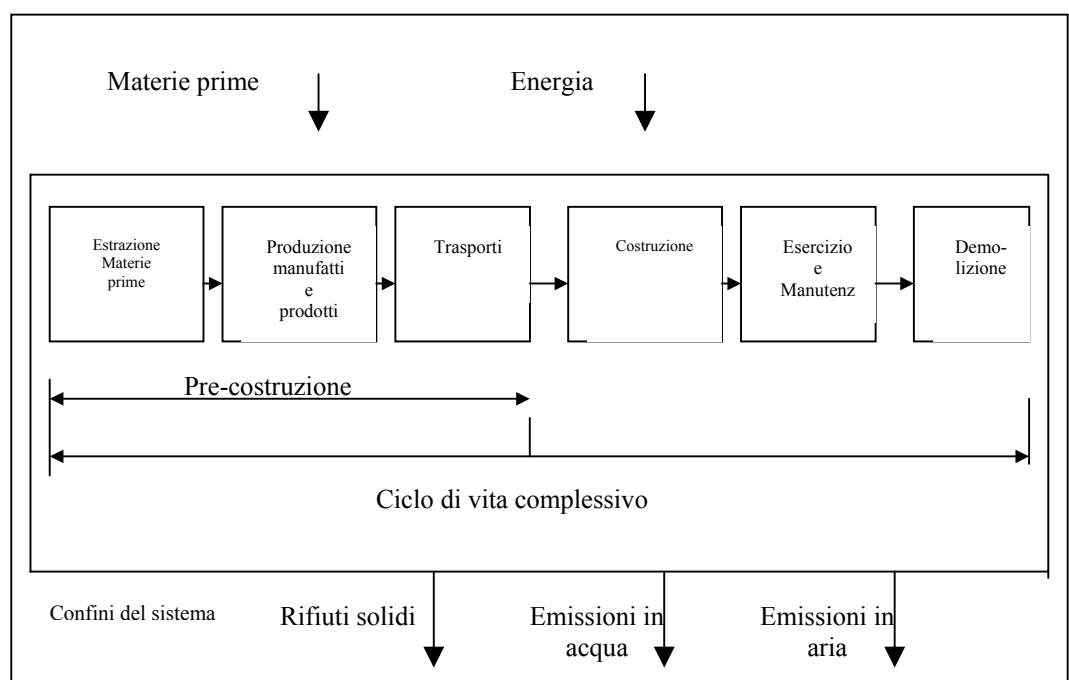 Materie prime
Energia
Estrazione
Materie
prime
Produzione
manufatti
e
prodotti
Trasporti
Costruzione
Esercizio
e
Manutenz
Demo-
lizione
Pre-costruzione
Ciclo di vita complessivo
Confini del sistema
Rifiuti solidi
Emissioni in
acqua
Emissioni in
aria